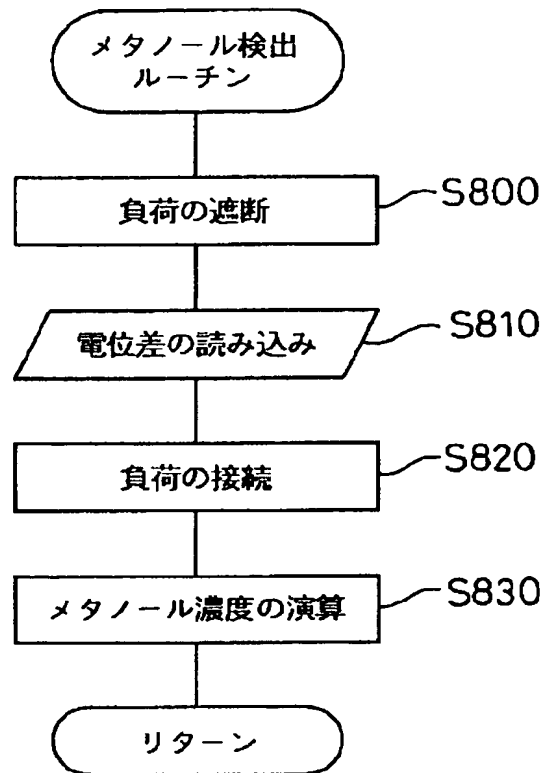 メタノール検出
ルーチン
負荷の遮断
S800
電位差の読み込み
S810
負荷の接続
S820
メタノール濃度の演算
S830
リターン